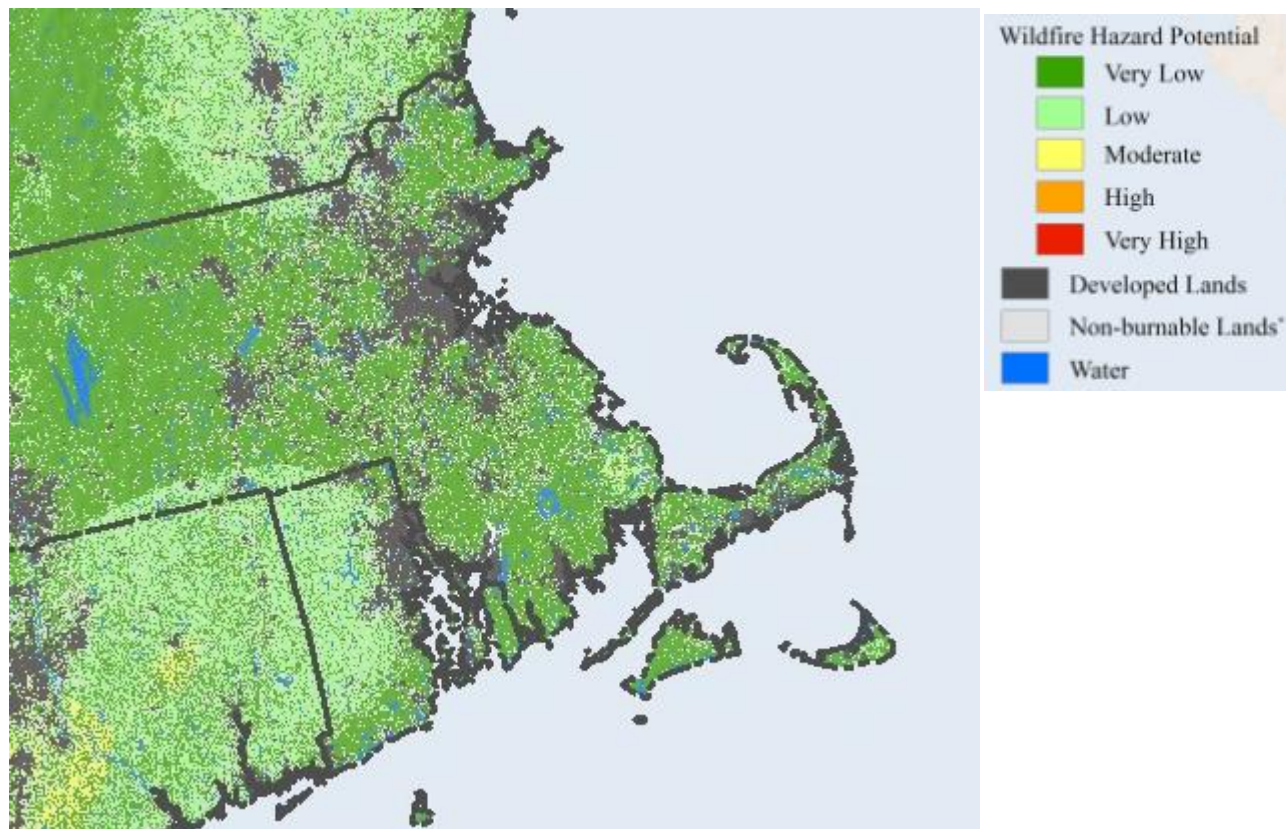 Wildfire Hazard Potential
Very Low
Low
Moderate
High
Very High
Developed Lands
Non-burnable Lands*
Water